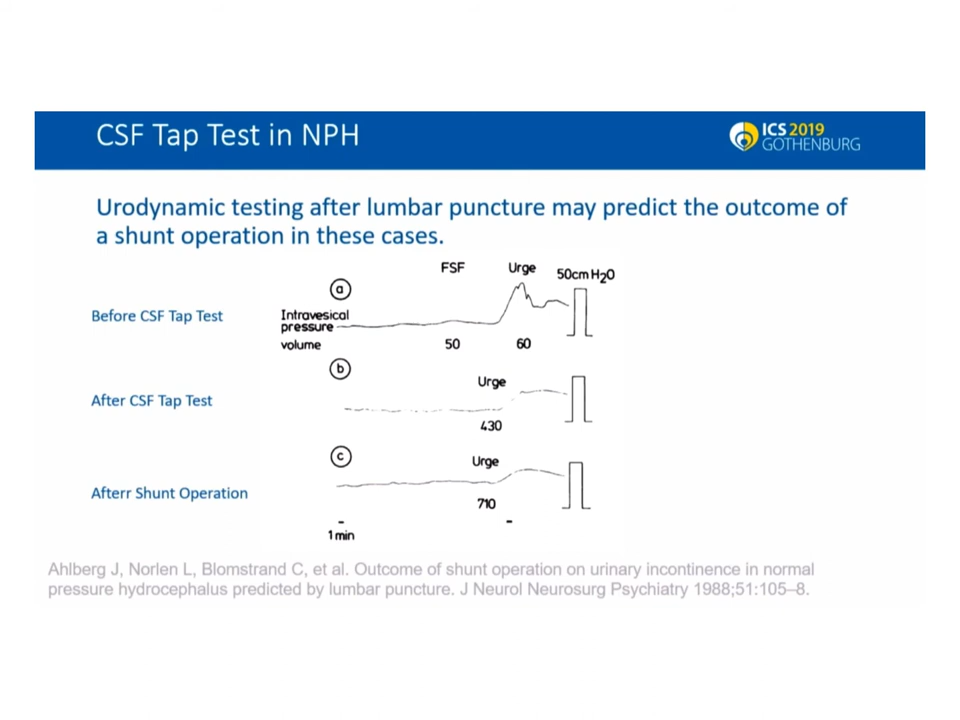 CSF Tap Test in NPH
ICS 2019
GOTHENBURG
Urodynamic testing after lumbar puncture may predict the outcome of
a shunt operation in these cases.
FSF Urge 50cm H2O
a
Before CSF Tap Test
Intravesical
pressure
volume 50 60
b
Urge
After CSF Tap Test
430
c
Urge
Afterr Shunt Operation
710
1 min
Ahlberg J, Norlen L, Blomstrand C, et al. Outcome of shunt operation on urinary incontinence in normal
pressure hydrocephalus predicted by lumbar puncture. J Neurol Neurosurg Psychiatry 1988;51:105–8.